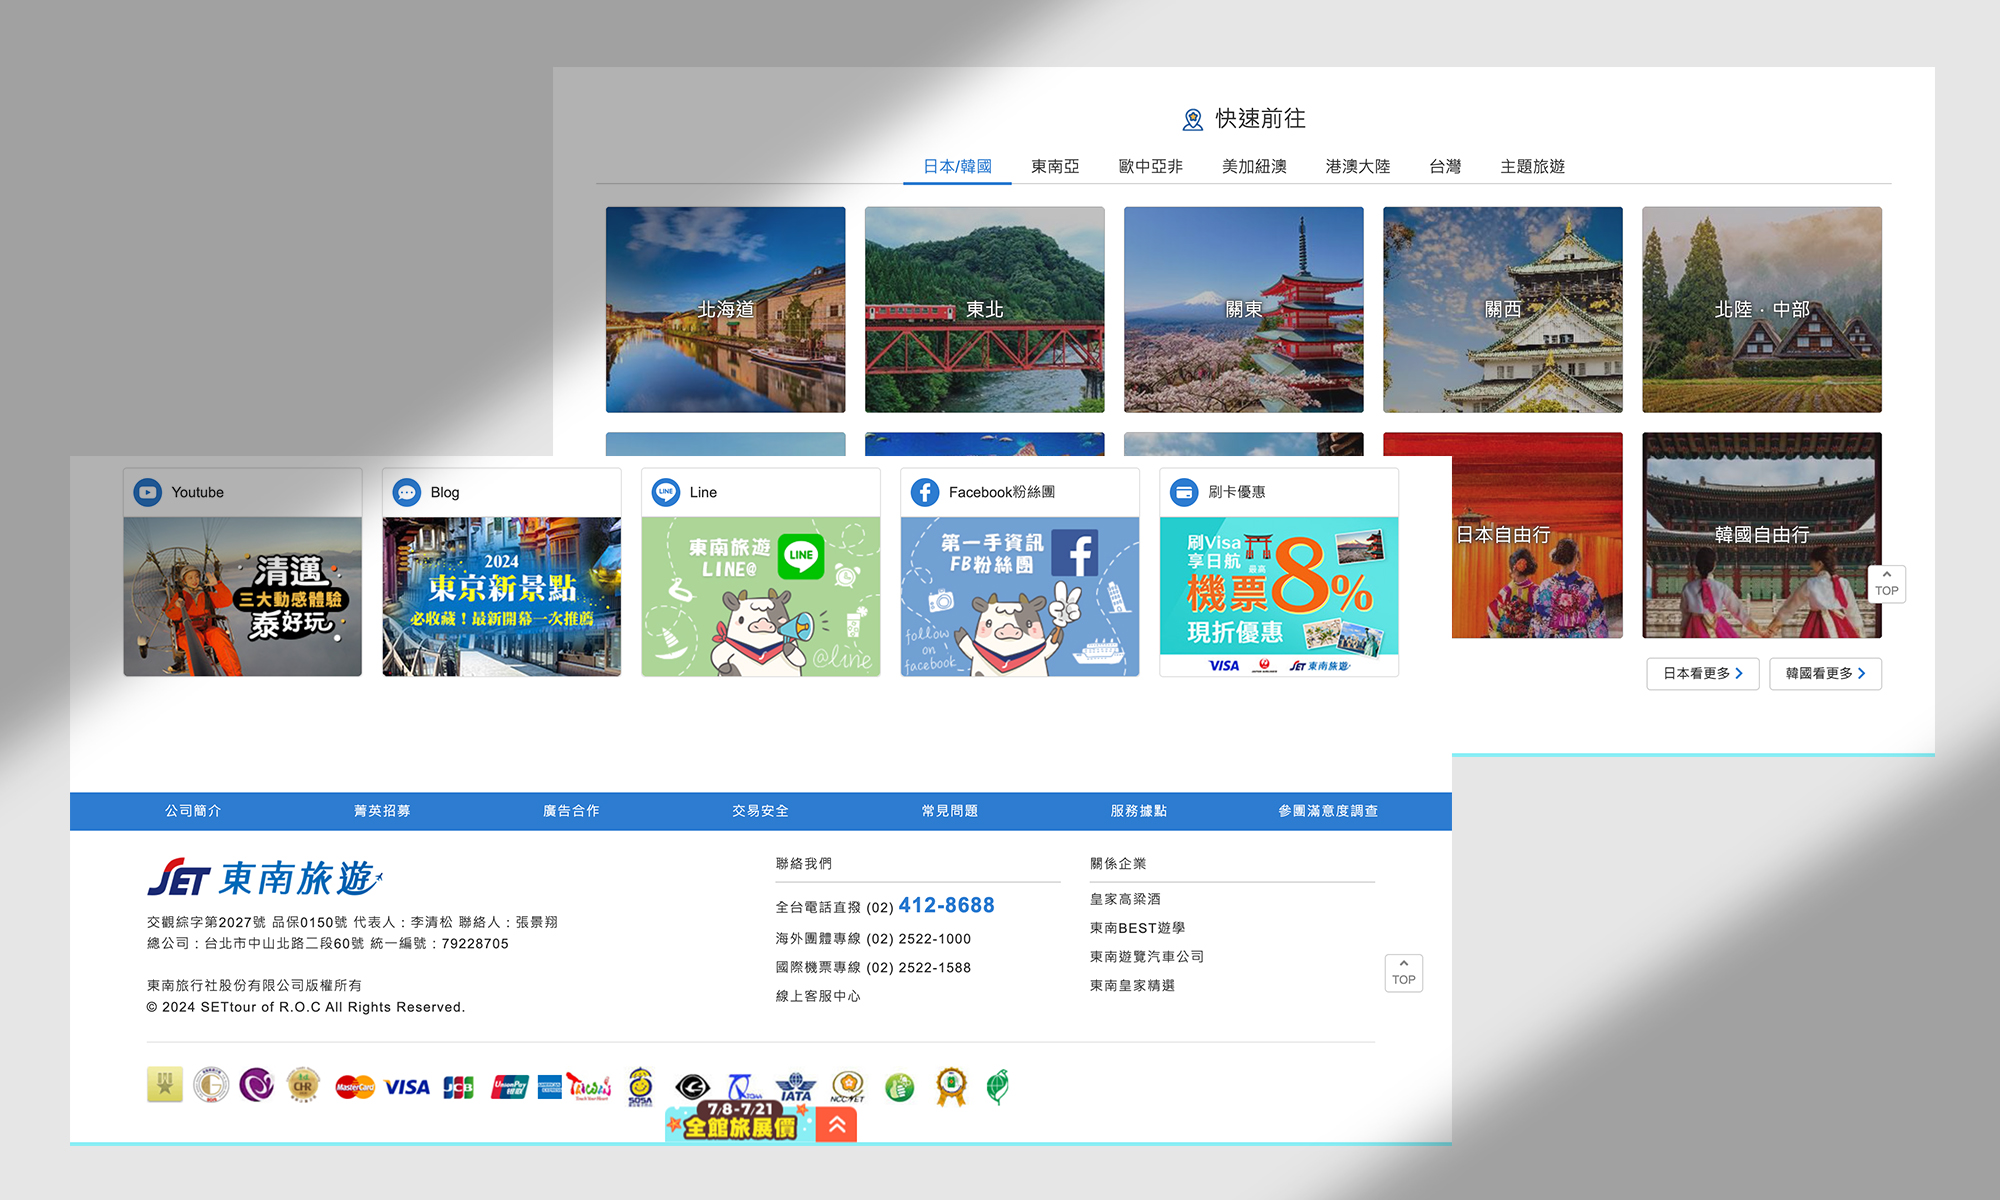 快速前往
日本/韓國
東南亞
歐中亞非
美加紐澳
港澳大陸
台灣
主題旅遊
北海道
東北
關東
關西
北陸．中部
日本自由行
韓國自由行
TOP
日本看更多
韓國看更多
Youtube
Blog
Line
Facebook粉絲團
刷卡優惠
清邁
三大動感體驗
泰好玩
2024
東京新景點
必收藏！最新開幕一次推薦
東南旅遊
LINE@
LINE
@line
第一手資訊
FB粉絲團
follow
on
facebook
刷Visa
享日航
最高
機票8%
現折優惠
VISA
SET東南旅遊
公司簡介
菁英招募
廣告合作
交易安全
常見問題
服務據點
參團滿意度調查
SET 東南旅遊
交觀綜字第2027號 品保0150號 代表人：李清松 聯絡人：張景翔
總公司：台北市中山北路二段60號 統一編號：79228705
東南旅行社股份有限公司版權所有
© 2024 SETtour of R.O.C All Rights Reserved.
聯絡我們
全台電話直撥 (02) 412-8688
海外團體專線 (02) 2522-1000
國際機票專線 (02) 2522-1588
線上客服中心
關係企業
皇家高粱酒
東南BEST遊學
東南遊覽汽車公司
東南皇家精選
TOP
CHR
MasterCard
VISA
JCB
UnionPay
銀聯
AMERICAN EXPRESS
TAIWAN
SOSA
IATA
7/8-7/21
全館旅展價